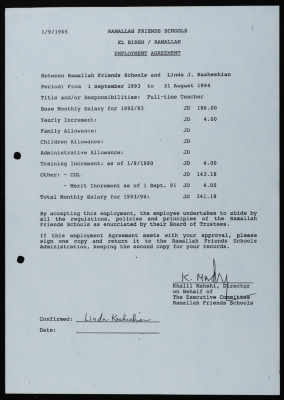 1/9/1965 RAMALLAH FRIENDS SCHOOLS
EL BIREH / RAMALLAH
EMPLOYMENT AGREEMENT
Between Ramallah Friends Schools and Linda J. Kasheshian
Period: From 1 September 1993 to 31 August 1994
Title and/or Responsibilities: Full-time Teacher
Base Monthly Salary for 1992/93 JD 186.00
Yearly Increment: JD 4.00
Family Allowance: JD
Children Allowance: JD
Administrative Allowance: JD
Training Increment: as of 1/9/1990 JD 4.00
Other: - COL JD 143.18
- Merit Increment as of 1 Sept. 91 JD 4.00
Total Monthly Salary for 1993/94: JD 341.18
By accepting this employment, the employee undertakes to abide by
all the regulations, policies and principles of the Ramallah
Friends Schools as enunciated by their Board of Trustees.
If this employment Agreement meets with your approval, please
sign one copy and return it to the Ramallah Friends Schools
Administration, keeping the second copy for your records.
K. Mahshi
Khalil Mahshi, Director
on Behalf of
The Executive Committee
Ramallah Friends Schools
Confirmed: Linda Kasheshian
Date: